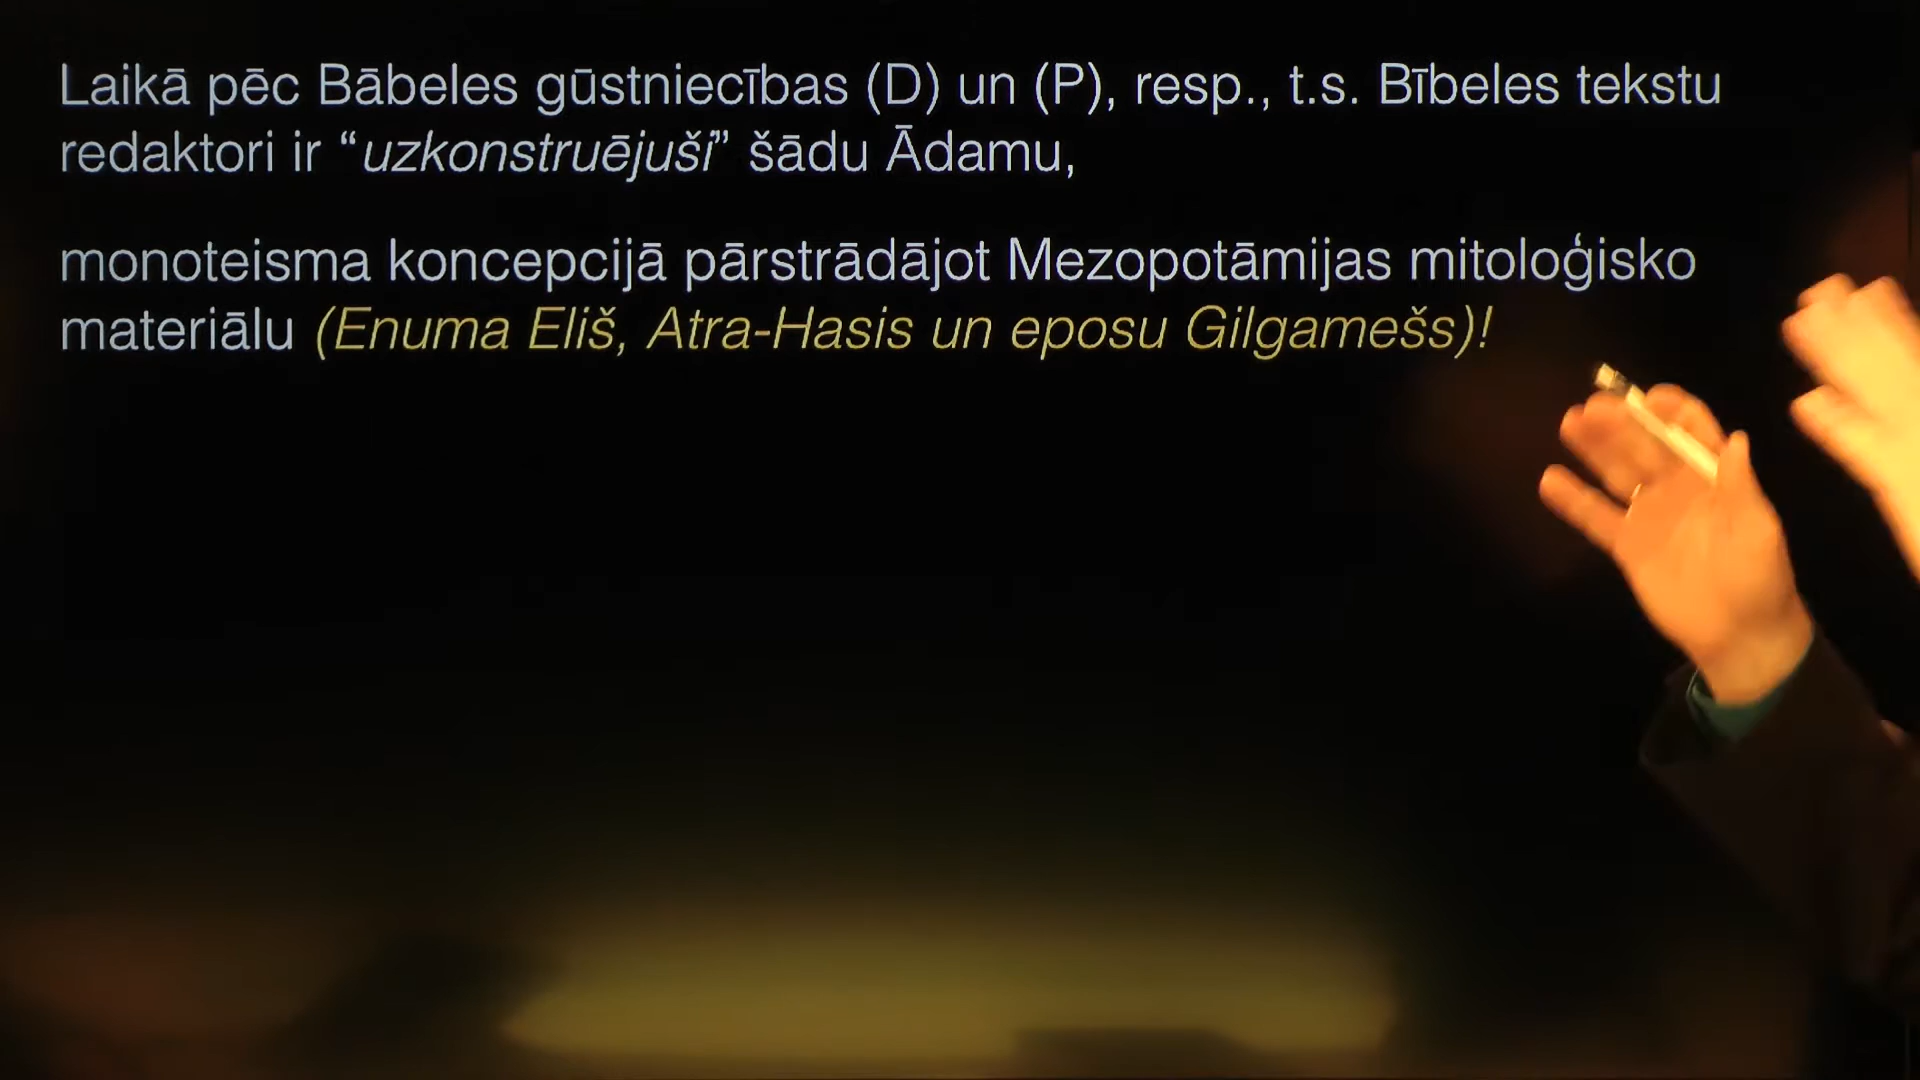 Laikā pēc Bābeles gūstniecības (D) un (P), resp., t.s. Bībeles tekstu
redaktori ir “uzkonstruējuši” šādu Ādamu,
monoteisma koncepcijā pārstrādājot Mezopotāmijas mitoloģisko
materiālu (Enuma Eliš, Atra-Hasis un eposu Gilgamešs)!